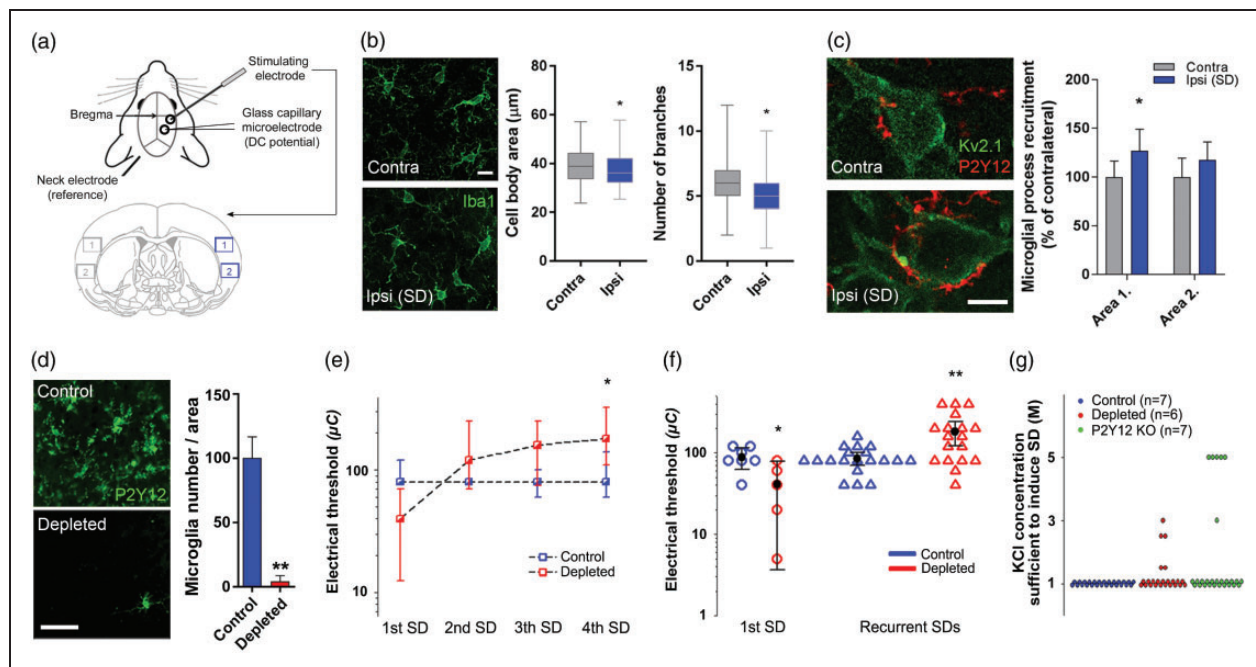 (a)
Stimulating
electrode
Bregma
Glass capillary
microelectrode
(DC potential)
Neck electrode
(reference)
1
1
2
2
(b)
Contra
Iba1
Ipsi (SD)
Cell body area (µm)
80
60
40
20
0
*
Contra
Ipsi
Number of branches
15
10
5
0
*
Contra
Ipsi
(c)
Contra
Kv2.1
P2Y12
Ipsi (SD)
Microglial process recruitment
(% of contralateral)
Contra
Ipsi (SD)
200
150
100
50
0
*
Area 1.
Area 2.
(d)
Control
P2Y12
Depleted
Microglia number / area
150
100
50
0
**
Control
Depleted
(e)
Electrical threshold (µC)
100
10
*
Control
Depleted
1st SD
2nd SD
3th SD
4th SD
(f)
Electrical threshold (µC)
1000
100
10
1
*
**
Control
Depleted
1st SD
Recurrent SDs
(g)
Control (n=7)
Depleted (n=6)
P2Y12 KO (n=7)
KCl concentration
sufficient to induce SD (M)
5
3
1